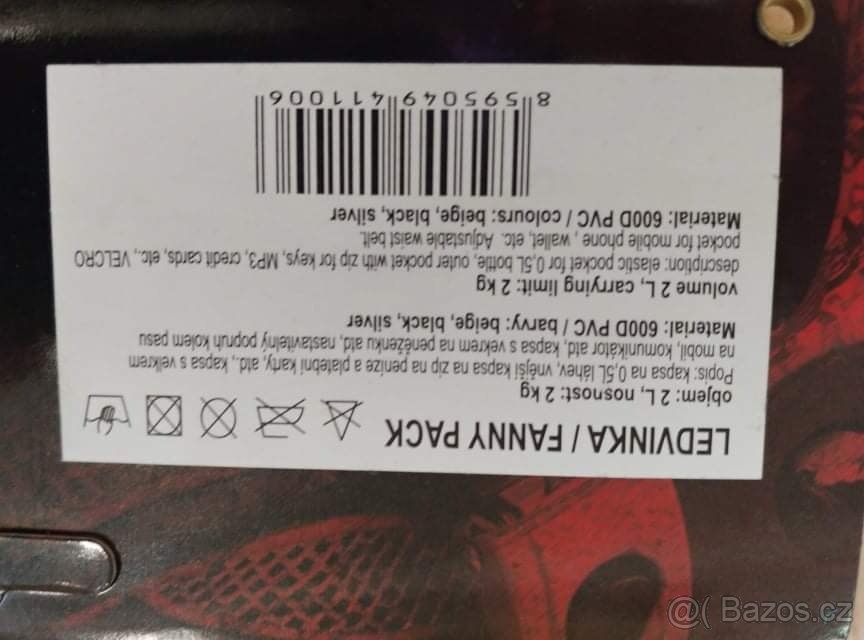 LEDVINKA / FANNY PACK
objem: 2 L, nosnost: 2 kg
Popis: kapsa na 0,5L láhev, vnější kapsa na zip na peníze a platební karty, atd., kapsa s velkrem
na mobil, komunikátor atd, kapsa s vekrem na peněženku atd, nastavitelný popruh kolem pasu
Material: 600D PVC / barvy: beige, black, silver
volume 2 L, carrying limit: 2 kg
description: elastic pocket for 0,5L bottle, outer pocket with zip for keys, MP3, credit cards, etc., VELCRO
pocket for mobile phone , wallet, etc. Adjustable waist belt.
Material: 600D PVC / colours: beige, black, silver
8 595049 411006
@( Bazos.cz